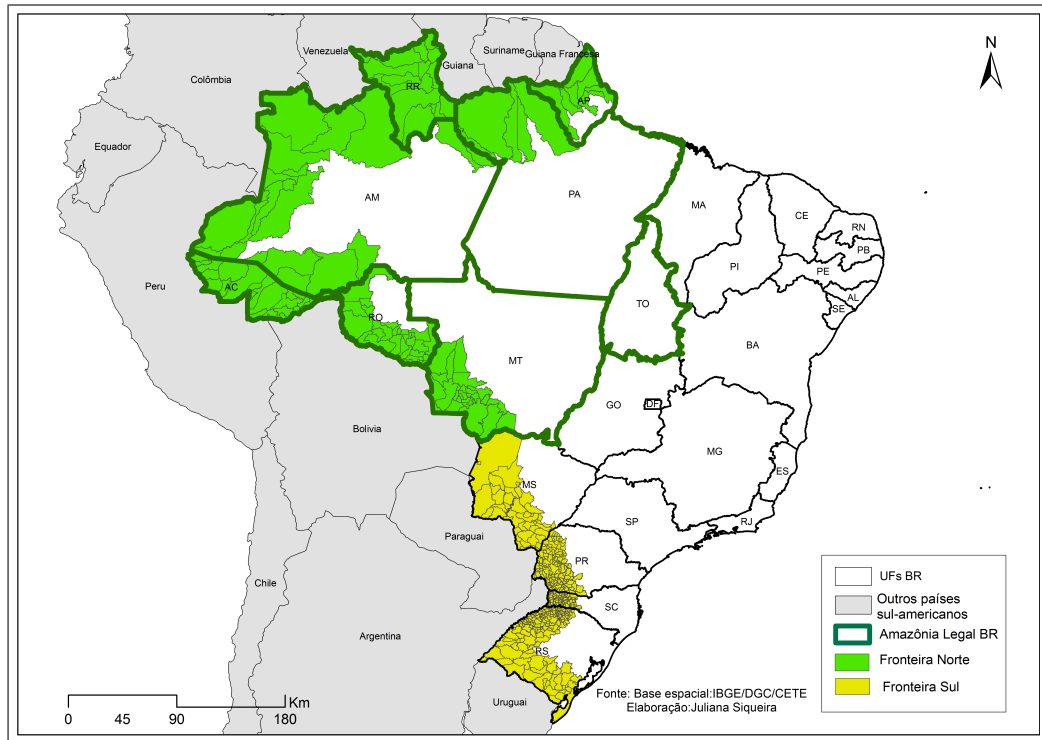 N
Venezuela
Suriname
Guiana
Guiana Francesa
Colômbia
RR
AP
Equador
AM
PA
MA
CE
RN
PB
PI
PE
AL
SE
Peru
AC
RO
TO
BA
MT
GO
DF
Bolivia
MG
ES
MS
SP
RJ
Paraguai
PR
Chile
SC
Argentina
RS
Uruguai
UFs BR
Outros países
sul-americanos
Amazônia Legal BR
Fronteira Norte
Fronteira Sul
Fonte: Base espacial:IBGE/DGC/CETE
Elaboração:Juliana Siqueira
Km
0 45 90 180